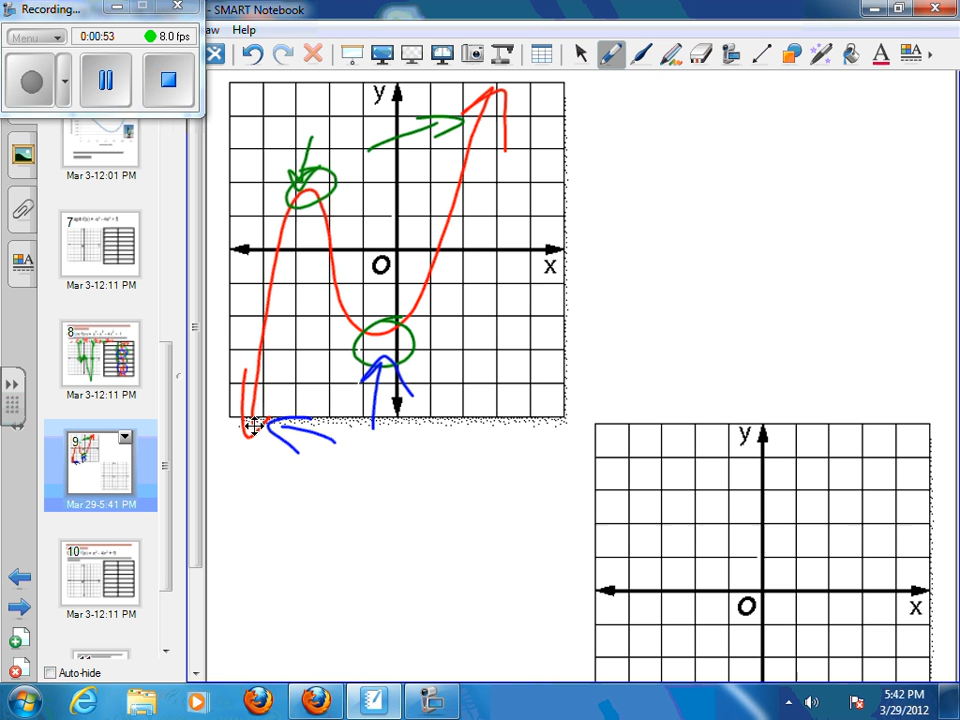 Recording...
SMART Notebook
Menu
0:00:53
8.0 fps
aw
Help
Mar 3-12:01 PM
7
Mar 3-12:11 PM
8
Mar 3-12:11 PM
9
Mar 29-5:41 PM
10
Mar 3-12:11 PM
Auto-hide
y
O
x
y
O
x
A
5:42 PM
3/29/2012